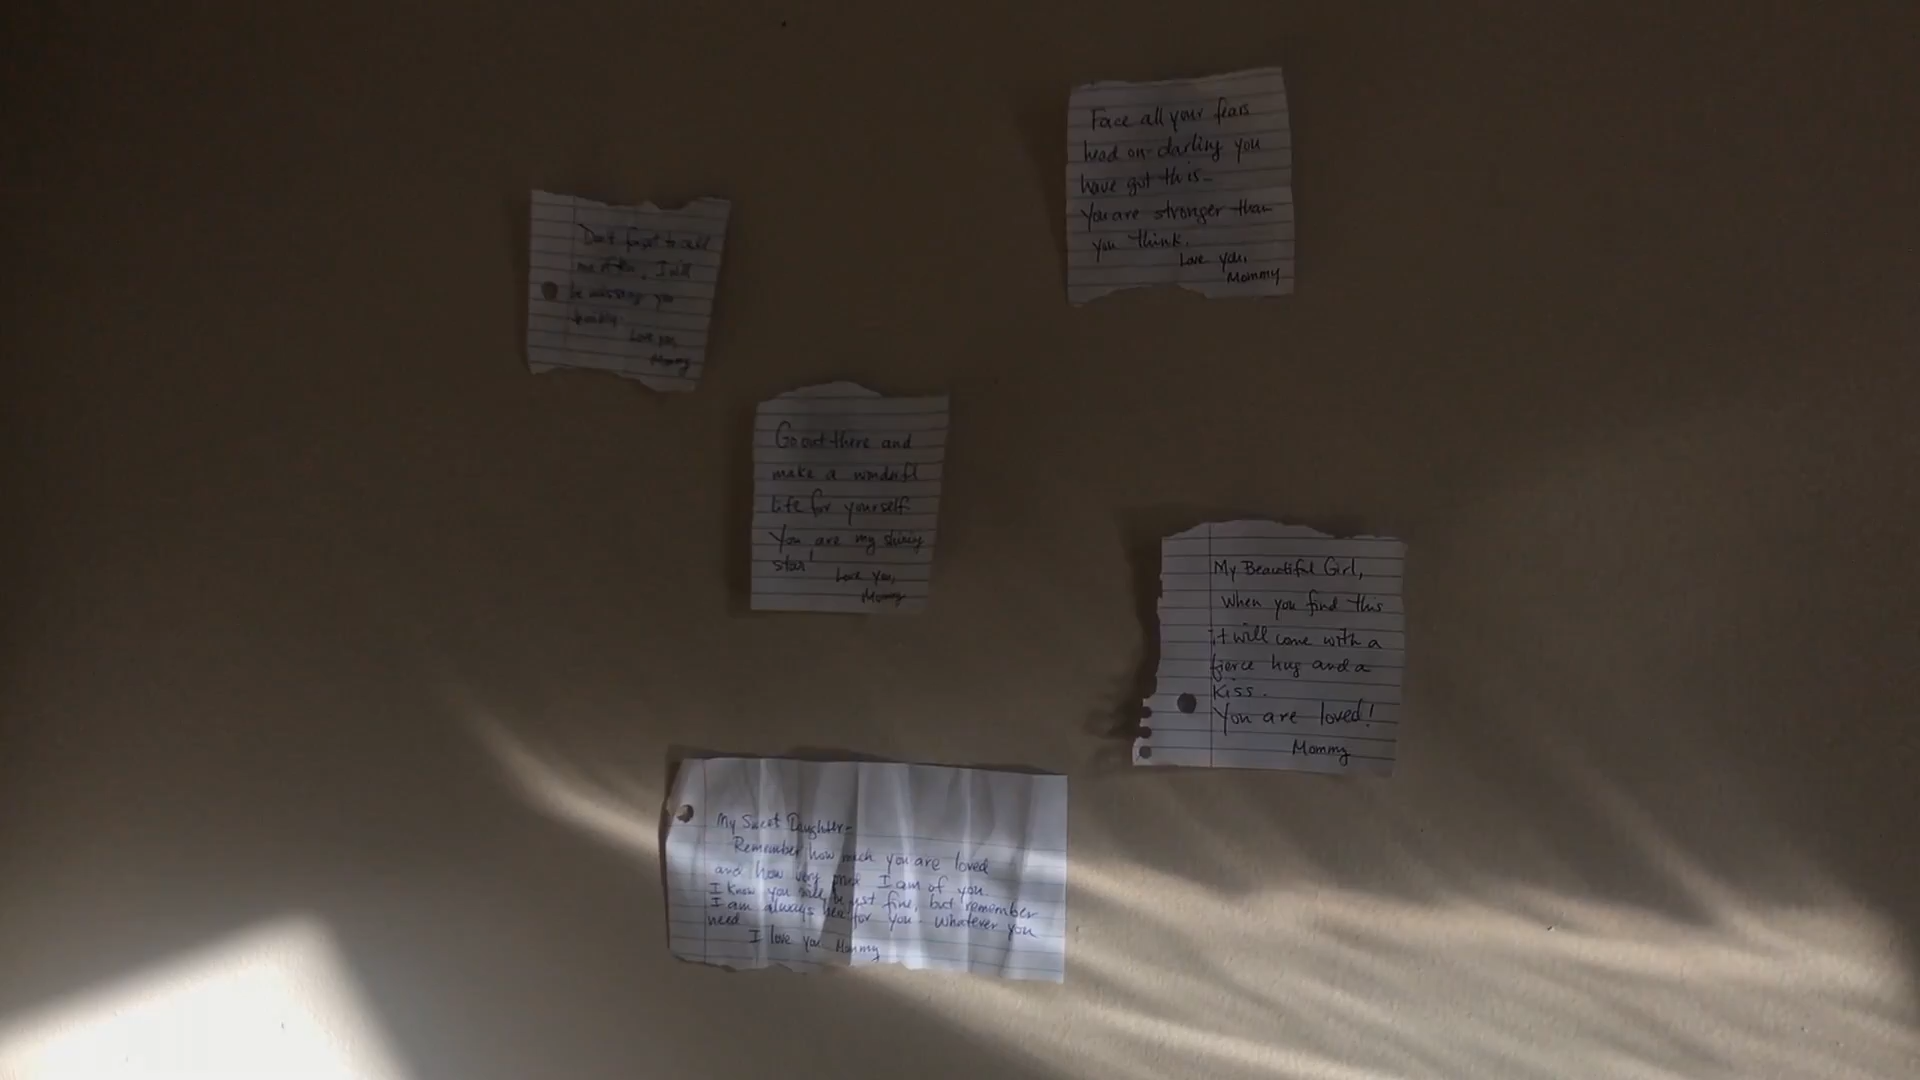 Face all your fears
head on darling you
have got this-
You are stronger than
you think.
Love you,
Mommy
Don't forget to call
me often, I will
be missing you
terribly
Love you,
Mommy
Go out there and
make a wonderful
life for yourself
You are my shiny
star!
Love you,
Mommy
My Beautiful Girl,
When you find this
it will come with a
fierce hug and a
Kiss.
You are loved!
Mommy
My Sweet Daughter-
Remember how much you are loved
and how very proud I am of you
I know you will be just fine, but remember
I am always here for you - whatever you
need
I love you Mommy